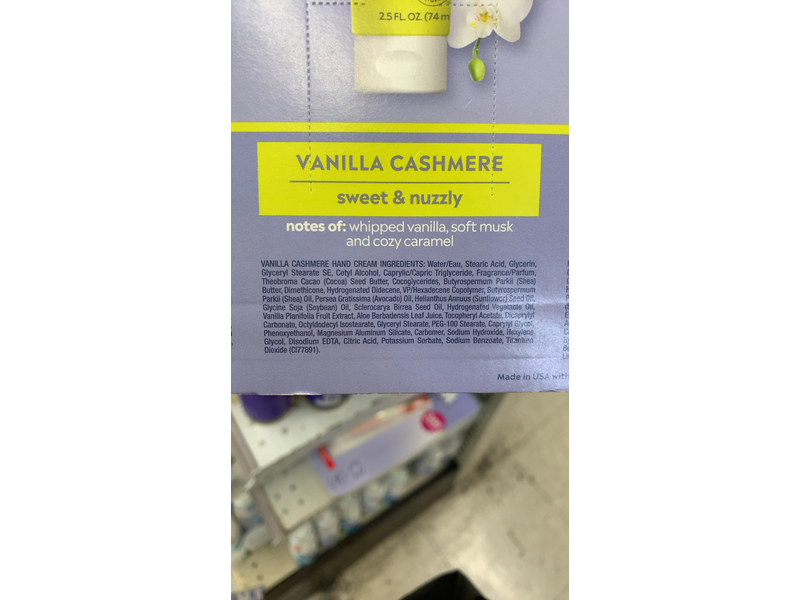 2.5 FL. OZ. (74 m
VANILLA CASHMERE
sweet & nuzzly
notes of: whipped vanilla, soft musk
and cozy caramel
VANILLA CASHMERE HAND CREAM INGREDIENTS: Water/Eau, Stearic Acid, Glycerin,
Glyceryl Stearate SE, Cetyl Alcohol, Caprylic/Capric Triglyceride, Fragrance/Parfum,
Theobroma Cacao (Cocoa) Seed Butter, Cocoglycerides, Butyrospermum Parkii (Shea)
Butter, Dimethicone, Hydrogenated Didecene, VP/Hexadecene Copolymer, Butyrospermum
Parkii (Shea) Oil, Persea Gratissima (Avocado) Oil, Helianthus Annuus (Sunflower) Seed Oil,
Glycine Soja (Soybean) Oil, Sclerocarya Birrea Seed Oil, Hydrogenated Vegetable Oil,
Vanilla Planifolia Fruit Extract, Aloe Barbadensis Leaf Juice, Tocopheryl Acetate, Dicaprylyl
Carbonate, Octyldodecyl Isostearate, Glyceryl Stearate, PEG-100 Stearate, Caprylyl Glycol,
Phenoxyethanol, Magnesium Aluminum Silicate, Carbomer, Sodium Hydroxide, Hexylene
Glycol, Disodium EDTA, Citric Acid, Potassium Sorbate, Sodium Benzoate, Titanium
Dioxide (CI77891).
Made in USA with